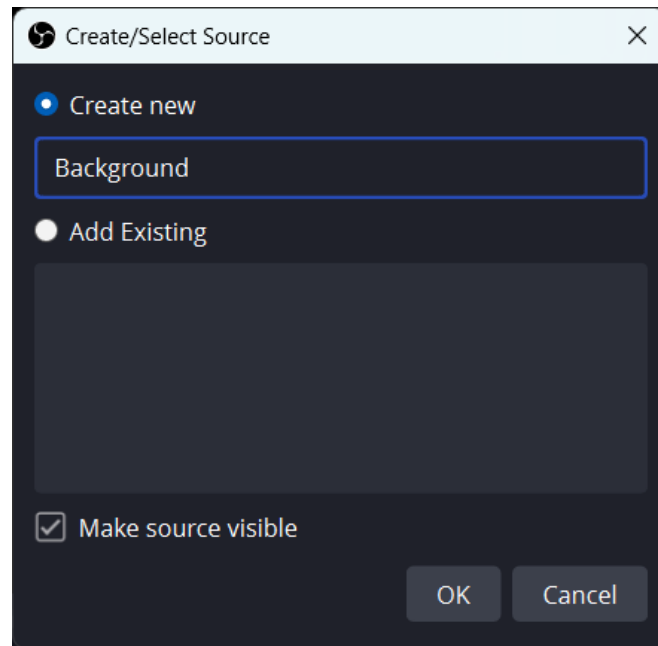 Create/Select Source
Create new
Background
Add Existing
Make source visible
OK Cancel